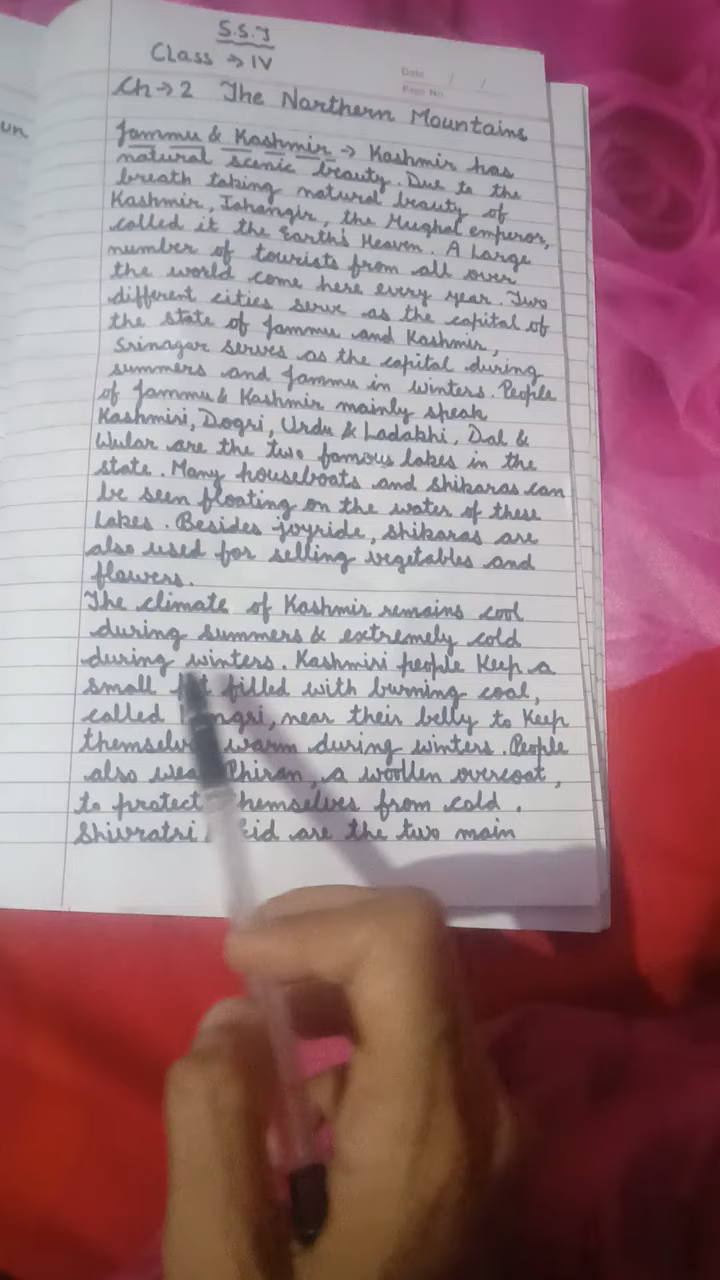 S.S.T
Class → IV
Date / /
Page No
Ch → 2 The Northern Mountains
Jammu & Kashmir → Kashmir has
natural scenic beauty. Due to the
breath taking natural beauty of
Kashmir, Jahangir, the Mughal emperor,
called it the Earth's Heaven. A Large
number of tourists from all over
the world come here every year. Two
different cities serve as the capital of
the state of Jammu and Kashmir,
Srinagar serves as the capital during
summers and Jammu in winters. People
of Jammu & Kashmir mainly speak
Kashmiri, Dogri, Urdu & Ladakhi, Dal &
Wular are the two famous lakes in the
state. Many houseboats and shikaras can
be seen floating on the water of these
Lakes. Besides joyride, shikaras are
also used for selling vegetables and
flowers.
The climate of Kashmir remains cool
during summers & extremely cold
during winters. Kashmiri people Keep a
small filled with burning coal,
called near their belly to Keep
warm during winters. People
also Phiran, a woollen overcoat,
to protect themselves from cold.
Shivratri Eid are the two main